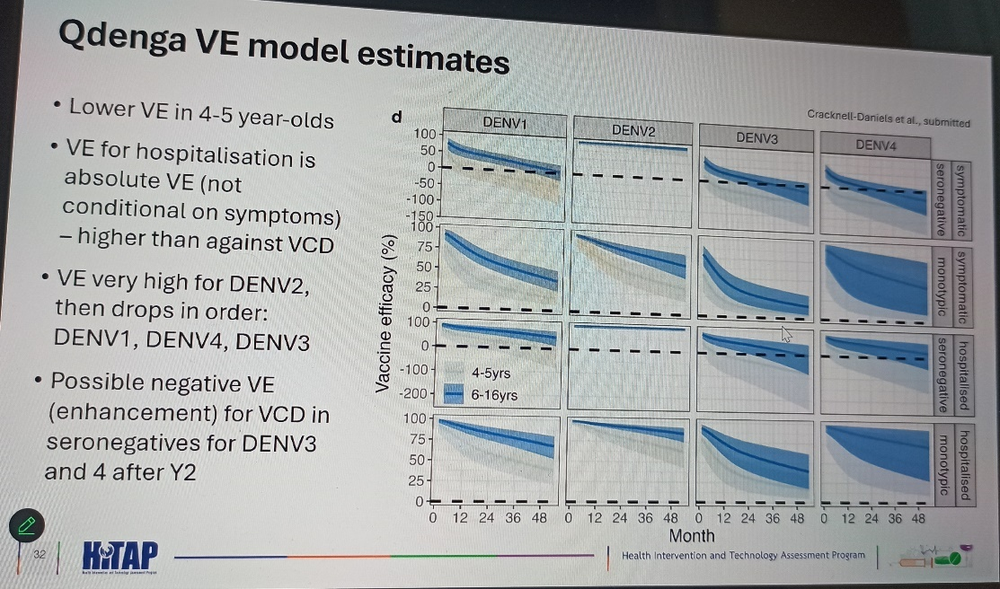 Qdenga VE model estimates
• Lower VE in 4-5 year-olds
• VE for hospitalisation is
absolute VE (not
conditional on symptoms)
– higher than against VCD
• VE very high for DENV2,
then drops in order:
DENV1, DENV4, DENV3
• Possible negative VE
(enhancement) for VCD in
seronegatives for DENV3
and 4 after Y2
Cracknell-Daniels et al., submitted
d
DENV1
DENV2
DENV3
DENV4
Vaccine efficacy (%)
100
50
0
-50
-100
-150
symptomatic
seronegative
100
75
50
25
0
symptomatic
monotypic
100
0
-100
-200
hospitalised
seronegative
4-5yrs
6-16yrs
100
75
50
25
0
hospitalised
monotypic
0 12 24 36 48
0 12 24 36 48
0 12 24 36 48
0 12 24 36 48
Month
32
HITAP
Health Intervention and Technology Assessment Program
Health Intervention and Technology Assessment Program